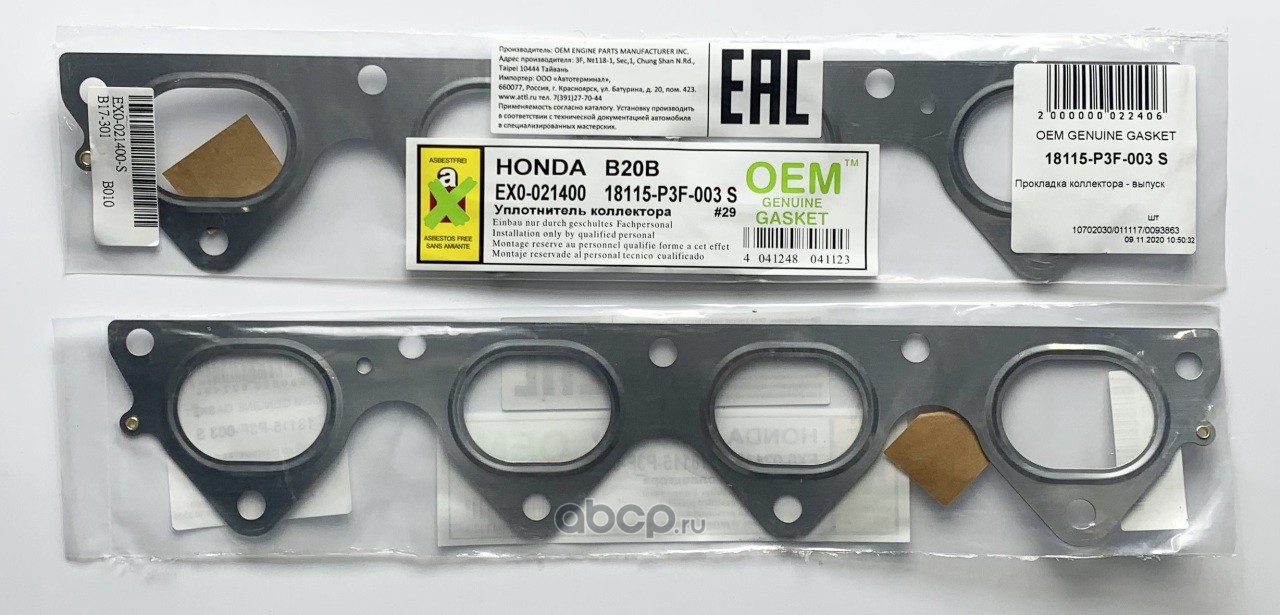 EX0-021400-S
B17-301 B010
Производитель: OEM ENGINE PARTS MANUFACTURER INC.
Адрес производителя: 3F, №118-1, Sec,1, Chung Shan N.Rd.,
Taipei 10444 Тайвань
Импортер: ООО «Автотерминал»,
660077, Россия, г. Красноярск, ул. Батурина, д. 20, пом. 423.
www.attl.ru тел. 7(391)27-70-44
Применяемость согласно каталогу. Установку производить
в соответствии с технической документацией автомобиля
в специализированных мастерских.
EAC
ASBESTFREI
a
ASBESTOS FREE
SANS AMIANTE
HONDA B20B
EX0-021400 18115-P3F-003 S
Уплотнитель коллектора #29
Einbau nur durch geschultes Fachpersonal
Installation only by qualified personal
Montage reserve au personnel qualifie forme a cet effet
Montaje reservade al personal tecnico cualificado
OEM™
GENUINE
GASKET
4 041248 041123
2 000000 022406
OEM GENUINE GASKET
18115-P3F-003 S
Прокладка коллектора - выпуск
шт
10702030/011117/0093863
09.11.2020 10:50:32
HONDA
18115-P3F-003 S
abcp.ru